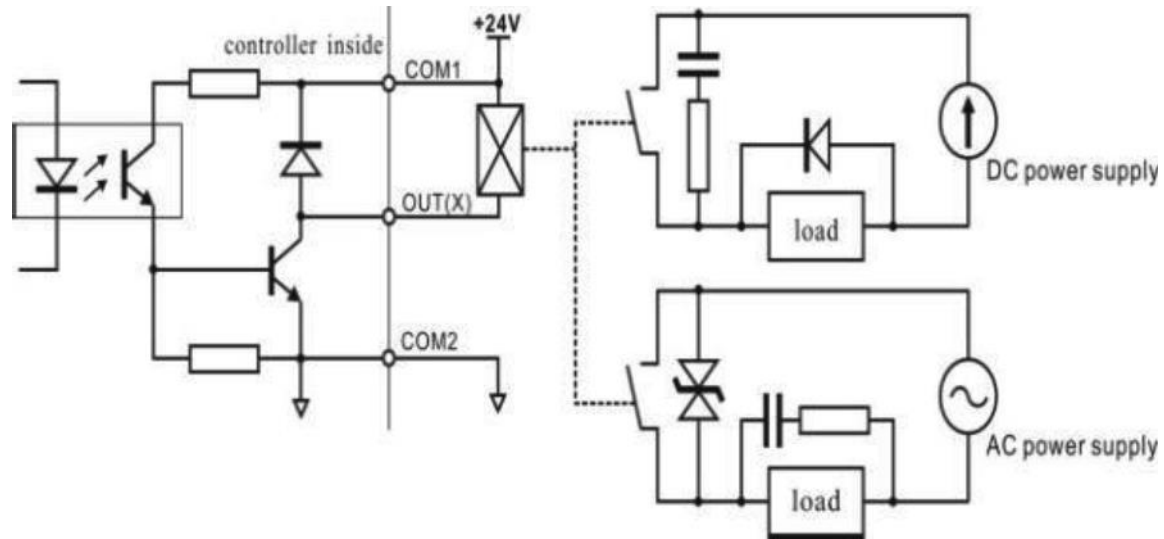 +24V
controller inside
COM1
OUT(X)
COM2
load
DC power supply
load
AC power supply